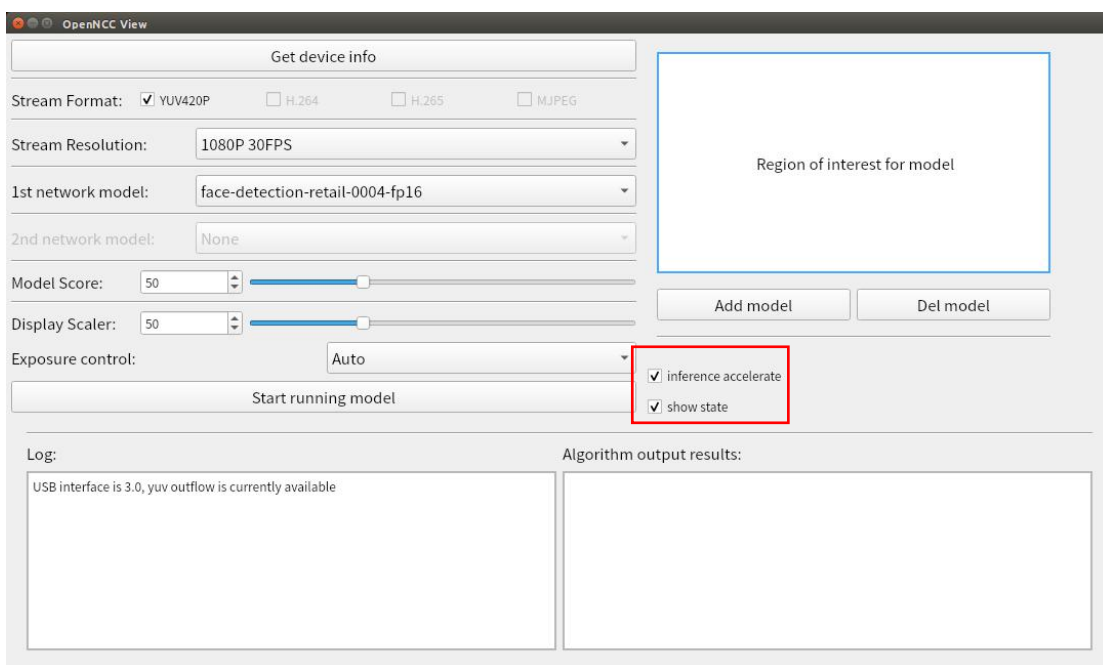 OpenNCC View
Get device info
Stream Format: YUV420P H.264 H.265 MJPEG
Stream Resolution: 1080P 30FPS
1st network model: face-detection-retail-0004-fp16
2nd network model: None
Model Score: 50
Display Scaler: 50
Exposure control: Auto
Start running model
Region of interest for model
Add model Del model
inference accelerate
show state
Log:
USB interface is 3.0, yuv outflow is currently available
Algorithm output results: